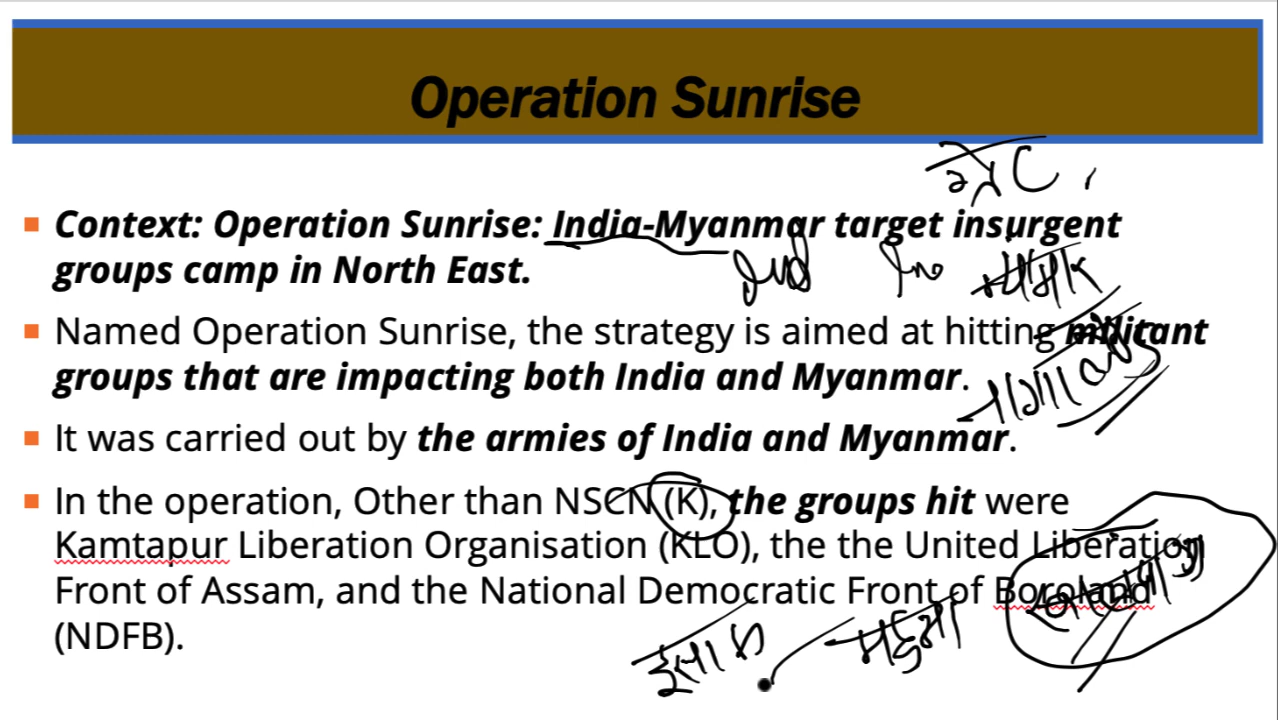 Operation Sunrise
Context: Operation Sunrise: India-Myanmar target insurgent
groups camp in North East.
Named Operation Sunrise, the strategy is aimed at hitting militant
groups that are impacting both India and Myanmar.
It was carried out by the armies of India and Myanmar.
In the operation, Other than NSCN (K), the groups hit were
Kamtapur Liberation Organisation (KLO), the the United Liberation
Front of Assam, and the National Democratic Front of Boroland
(NDFB).